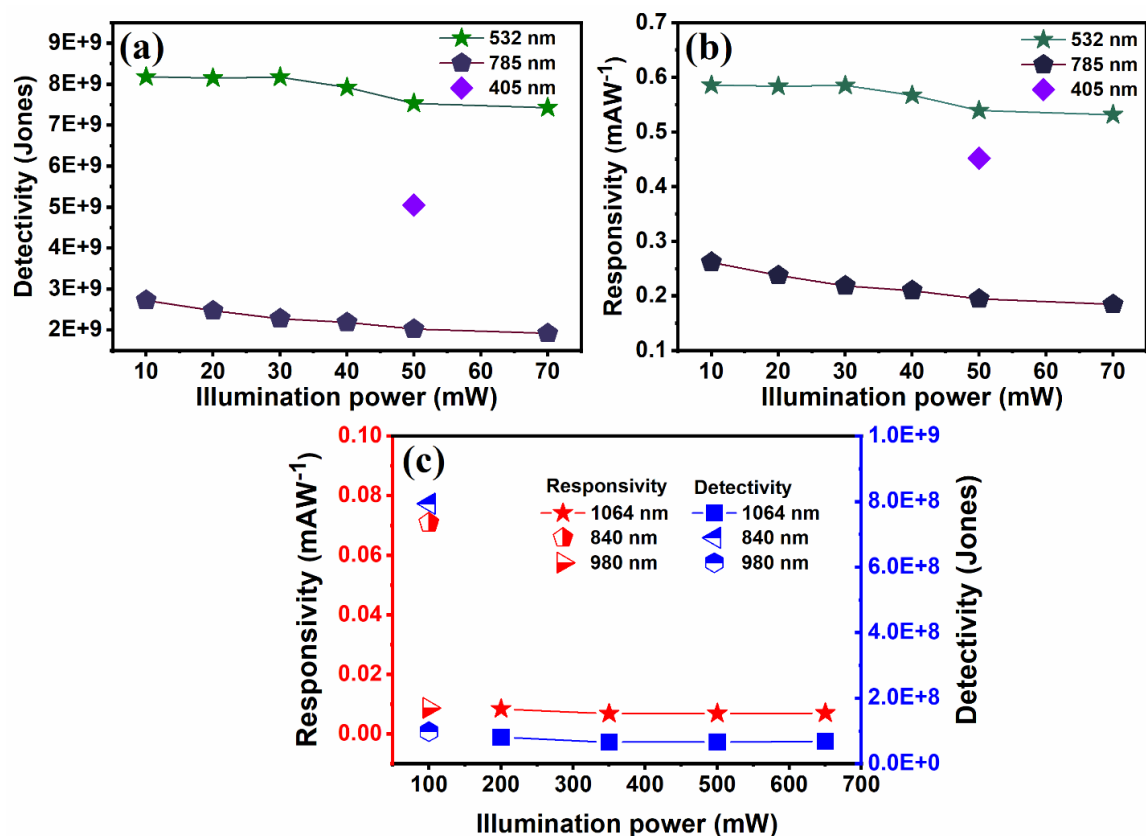 (a)
532 nm
785 nm
405 nm
9E+9
8E+9
7E+9
6E+9
5E+9
4E+9
3E+9
2E+9
Detectivity (Jones)
10 20 30 40 50 60 70
Illumination power (mW)
(b)
532 nm
785 nm
405 nm
0.7
0.6
0.5
0.4
0.3
0.2
0.1
Responsivity (mAW⁻¹)
10 20 30 40 50 60 70
Illumination power (mW)
(c)
Responsivity Detectivity
1064 nm 1064 nm
840 nm 840 nm
980 nm 980 nm
0.10
0.08
0.06
0.04
0.02
0.00
Responsivity (mAW⁻¹)
1.0E+9
8.0E+8
6.0E+8
4.0E+8
2.0E+8
0.0E+0
Detectivity (Jones)
100 200 300 400 500 600 700
Illumination power (mW)